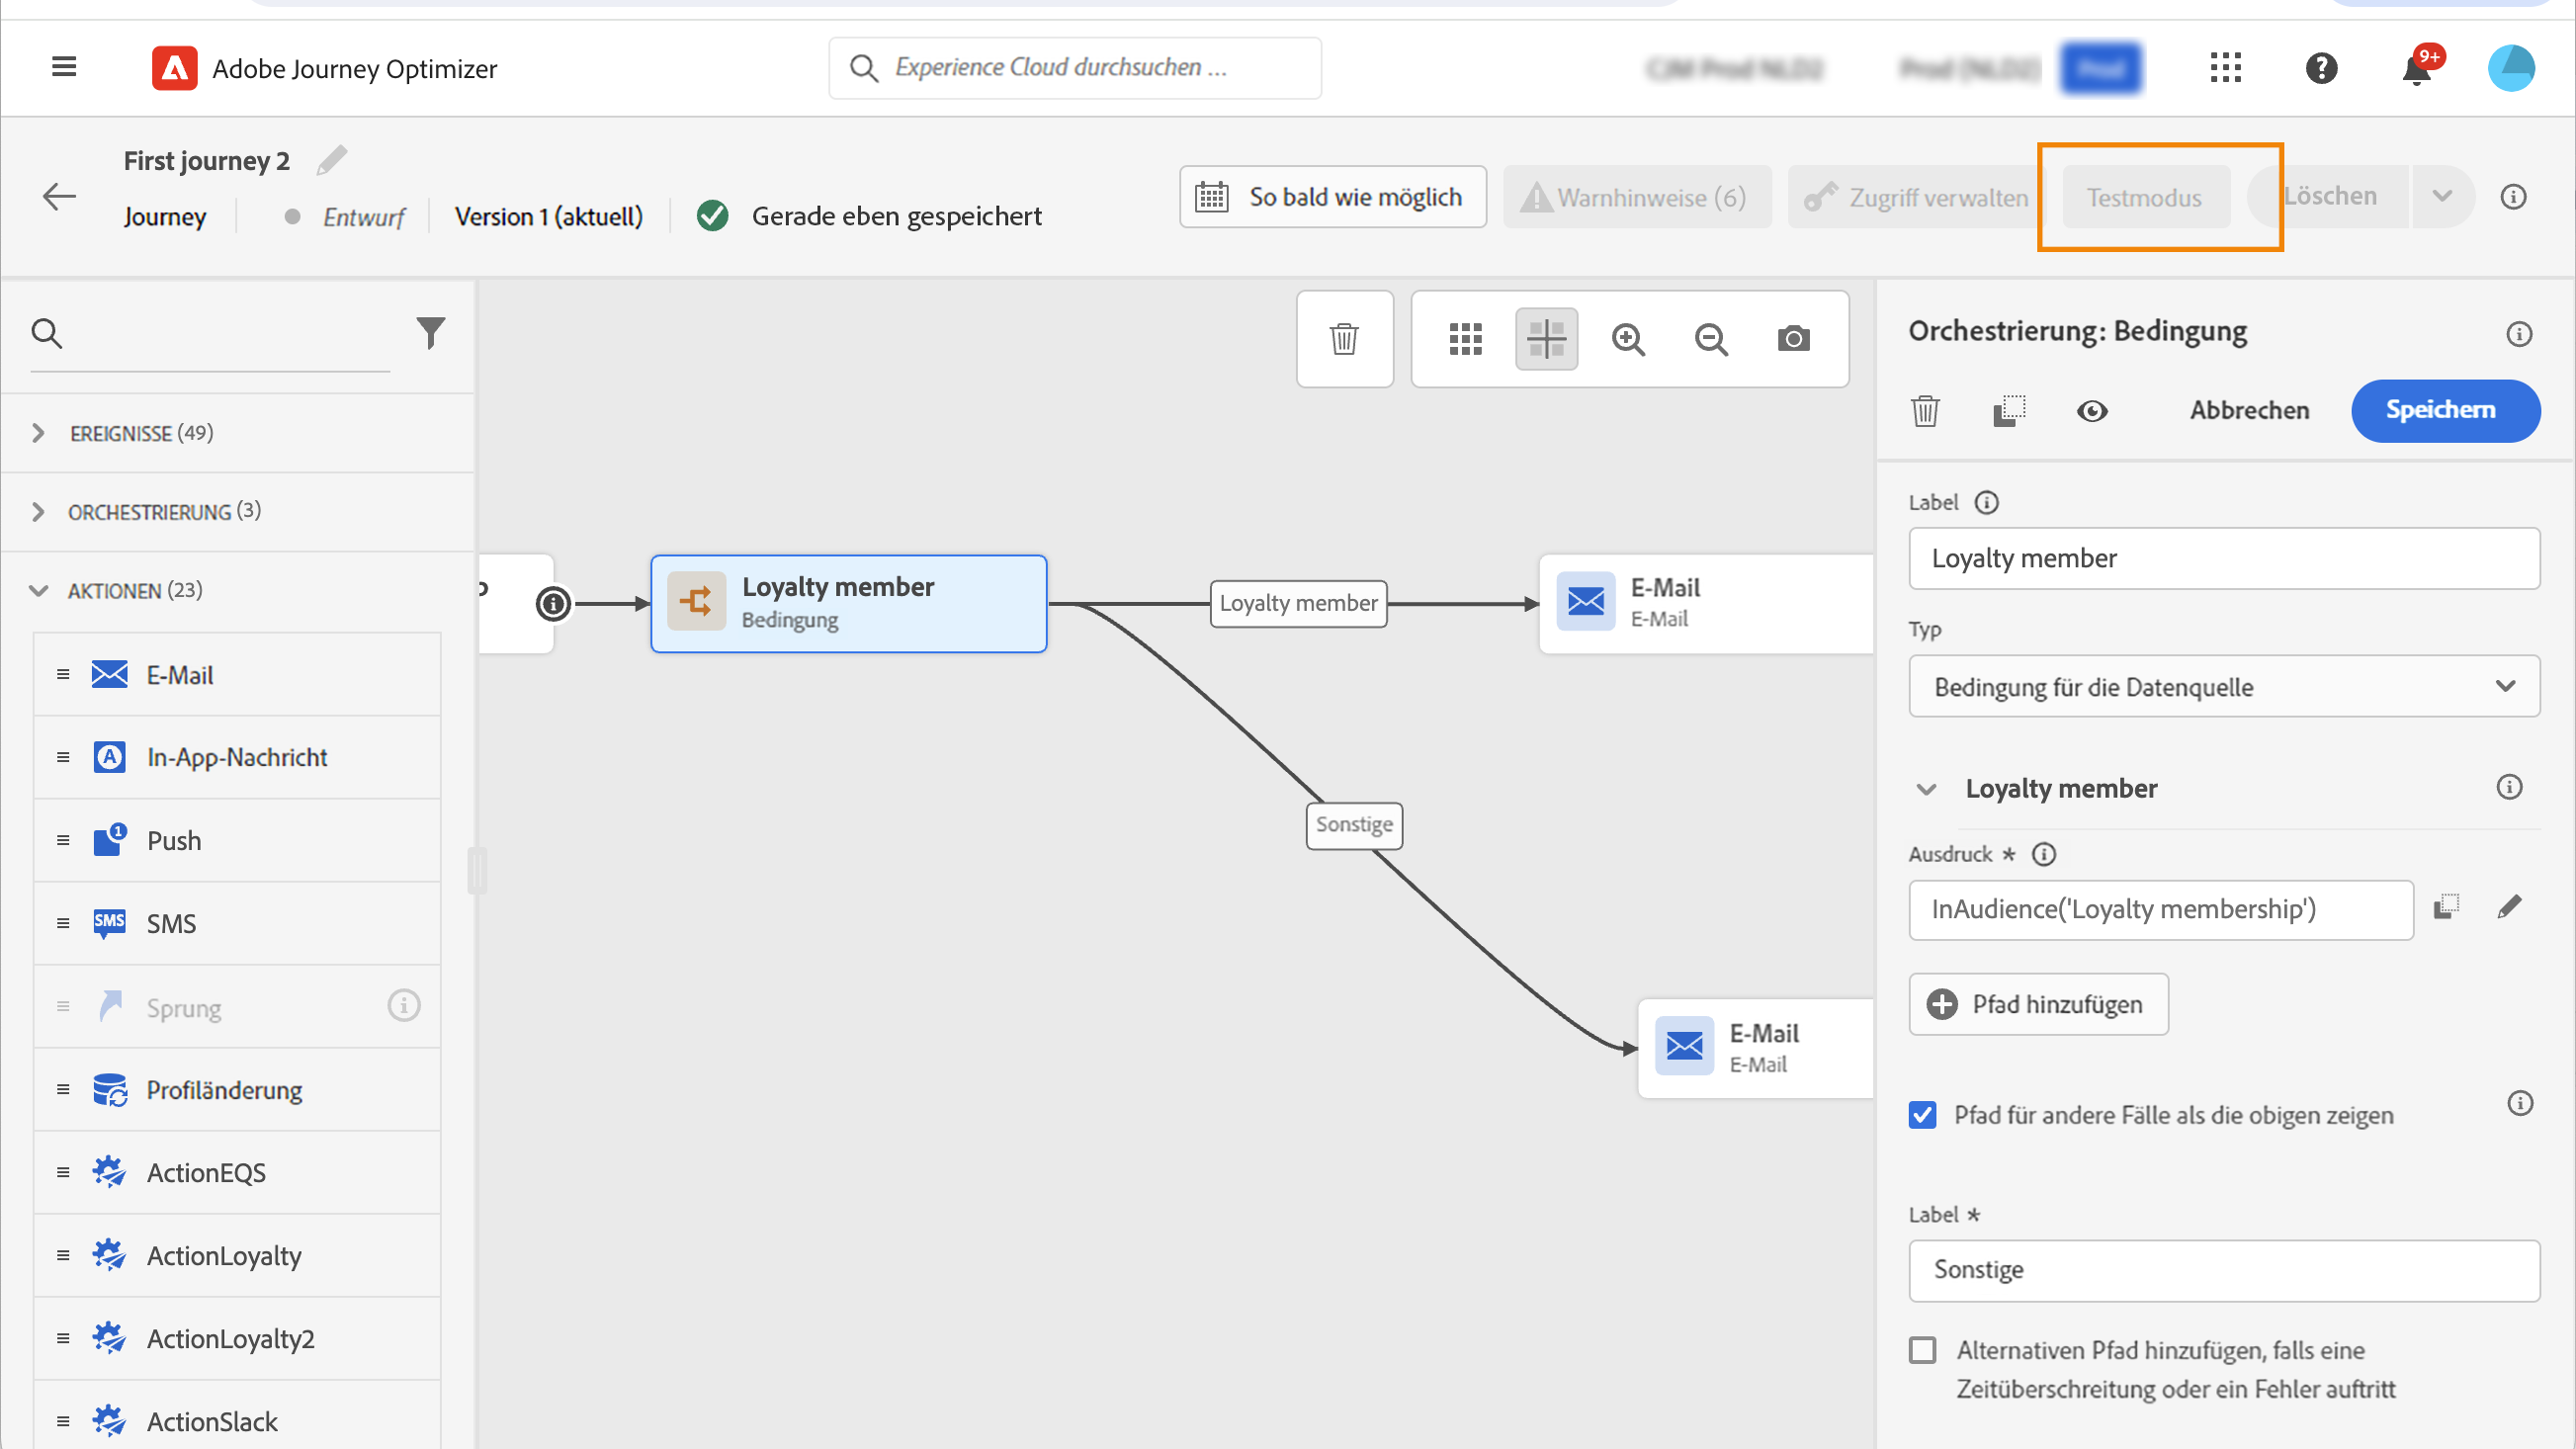 Adobe Journey Optimizer
Experience Cloud durchsuchen ...
9+
First journey 2
Journey
Entwurf
Version 1 (aktuell)
Gerade eben gespeichert
So bald wie möglich
Warnhinweise (6)
Zugriff verwalten
Testmodus
Löschen
EREIGNISSE (49)
ORCHESTRIERUNG (3)
AKTIONEN (23)
E-Mail
In-App-Nachricht
1
Push
SMS
SMS
Sprung
Profiländerung
ActionEQS
ActionLoyalty
ActionLoyalty2
ActionSlack
Loyalty member
Bedingung
Loyalty member
E-Mail
E-Mail
Sonstige
E-Mail
E-Mail
Orchestrierung: Bedingung
Abbrechen
Speichern
Label
Loyalty member
Typ
Bedingung für die Datenquelle
Loyalty member
Ausdruck *
InAudience('Loyalty membership')
Pfad hinzufügen
Pfad für andere Fälle als die obigen zeigen
Label *
Sonstige
Alternativen Pfad hinzufügen, falls eine
Zeitüberschreitung oder ein Fehler auftritt